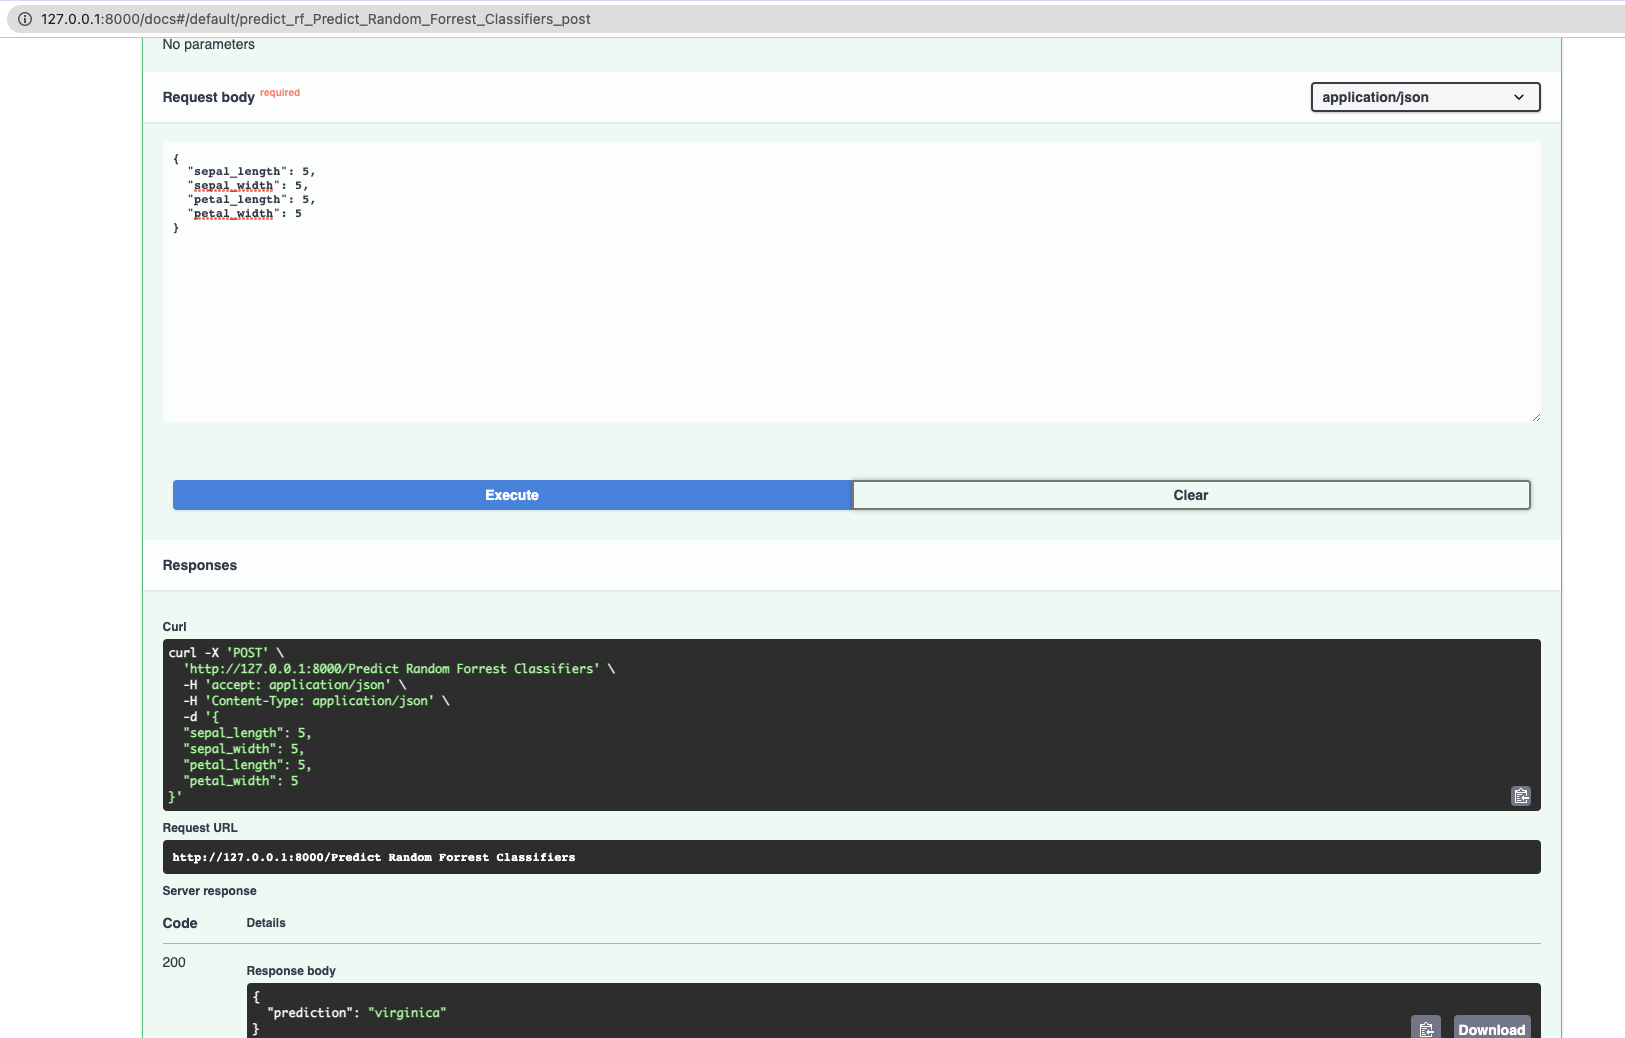 127.0.0.1:8000/docs#/default/predict_rf_Predict_Random_Forrest_Classifiers_post
No parameters
Request body required
application/json
{
  "sepal_length": 5,
  "sepal_width": 5,
  "petal_length": 5,
  "petal_width": 5
}
Execute
Clear
Responses
Curl
curl -X 'POST' \
  'http://127.0.0.1:8000/Predict Random Forrest Classifiers' \
  -H 'accept: application/json' \
  -H 'Content-Type: application/json' \
  -d '{
  "sepal_length": 5,
  "sepal_width": 5,
  "petal_length": 5,
  "petal_width": 5
}'
Request URL
http://127.0.0.1:8000/Predict Random Forrest Classifiers
Server response
Code Details
200
Response body
{
  "prediction": "virginica"
}
Download